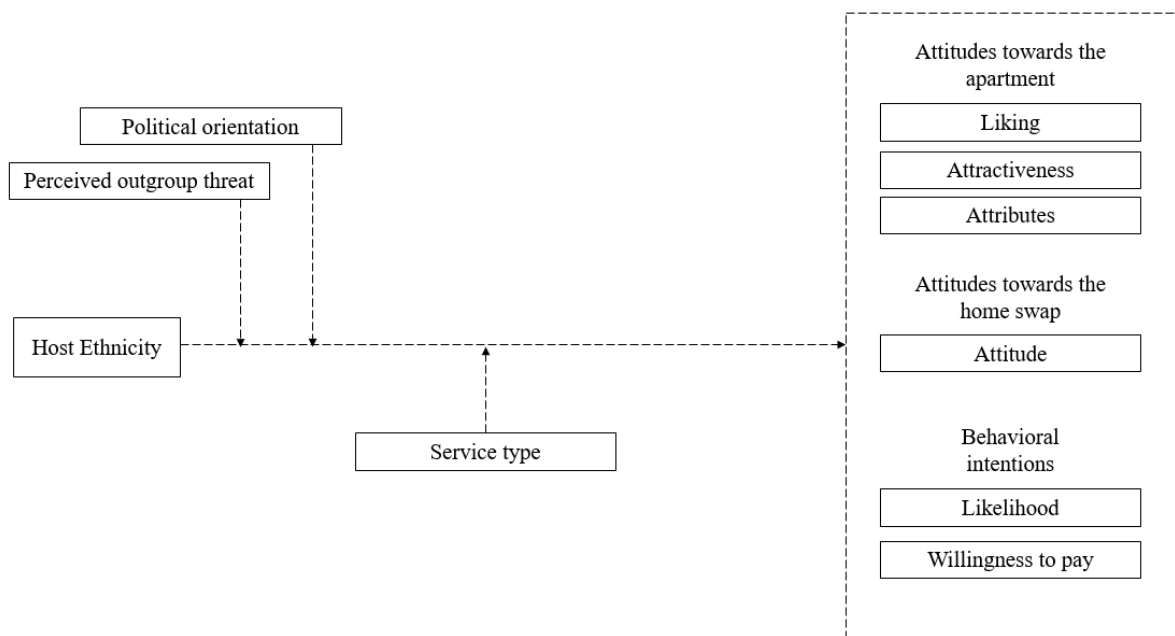 Attitudes towards the
apartment
Political orientation
Liking
Perceived outgroup threat
Attractiveness
Attributes
Attitudes towards the
home swap
Host Ethnicity
Attitude
Service type
Behavioral
intentions
Likelihood
Willingness to pay